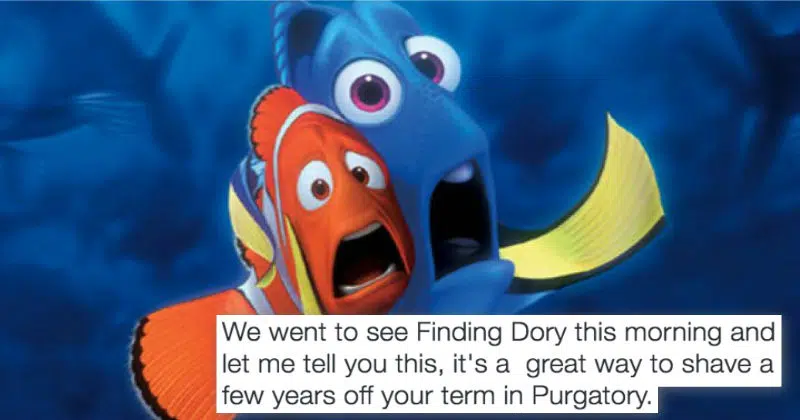 We went to see Finding Dory this morning and
let me tell you this, it's a  great way to shave a
few years off your term in Purgatory.